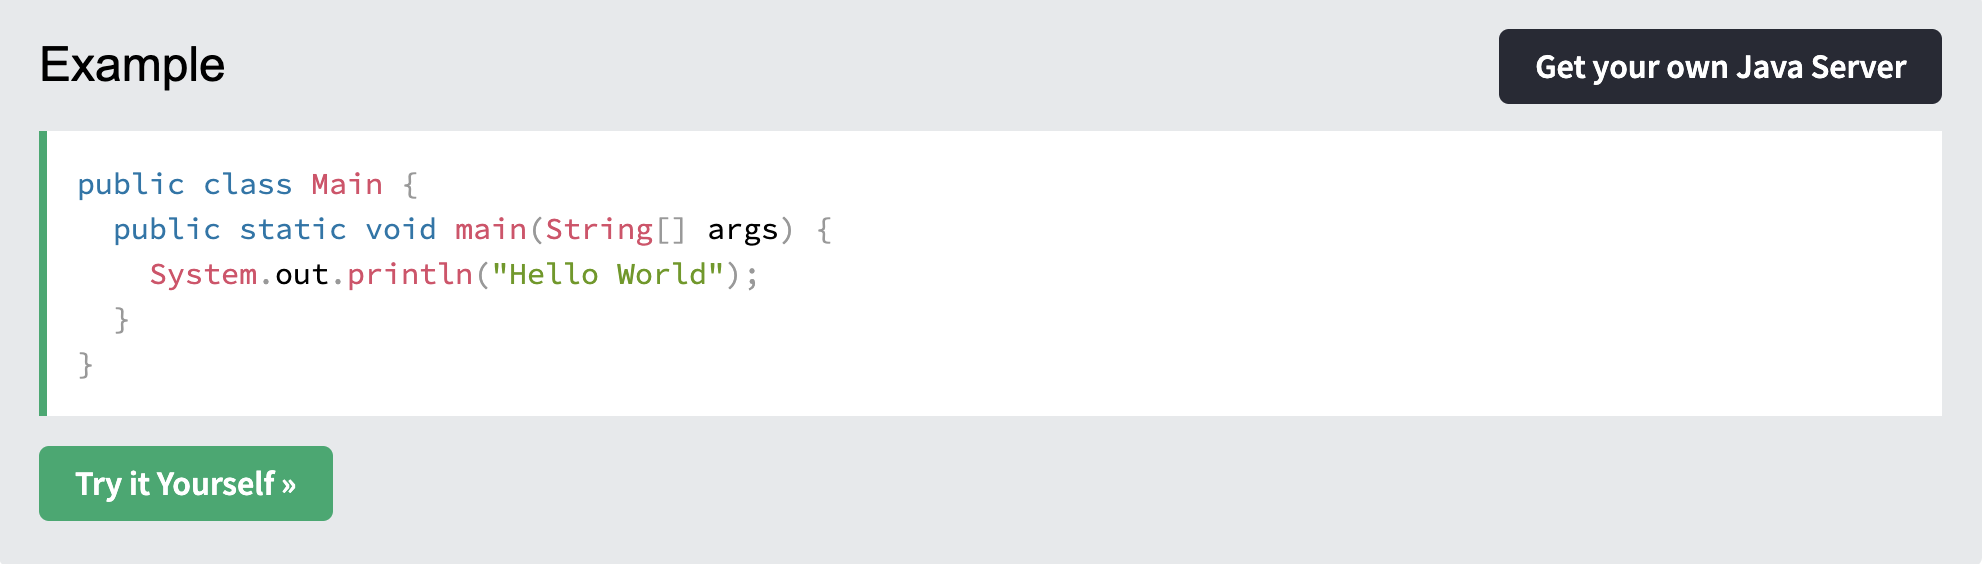 Example
Get your own Java Server
public class Main {
  public static void main(String[] args) {
    System.out.println("Hello World");
  }
}
Try it Yourself »